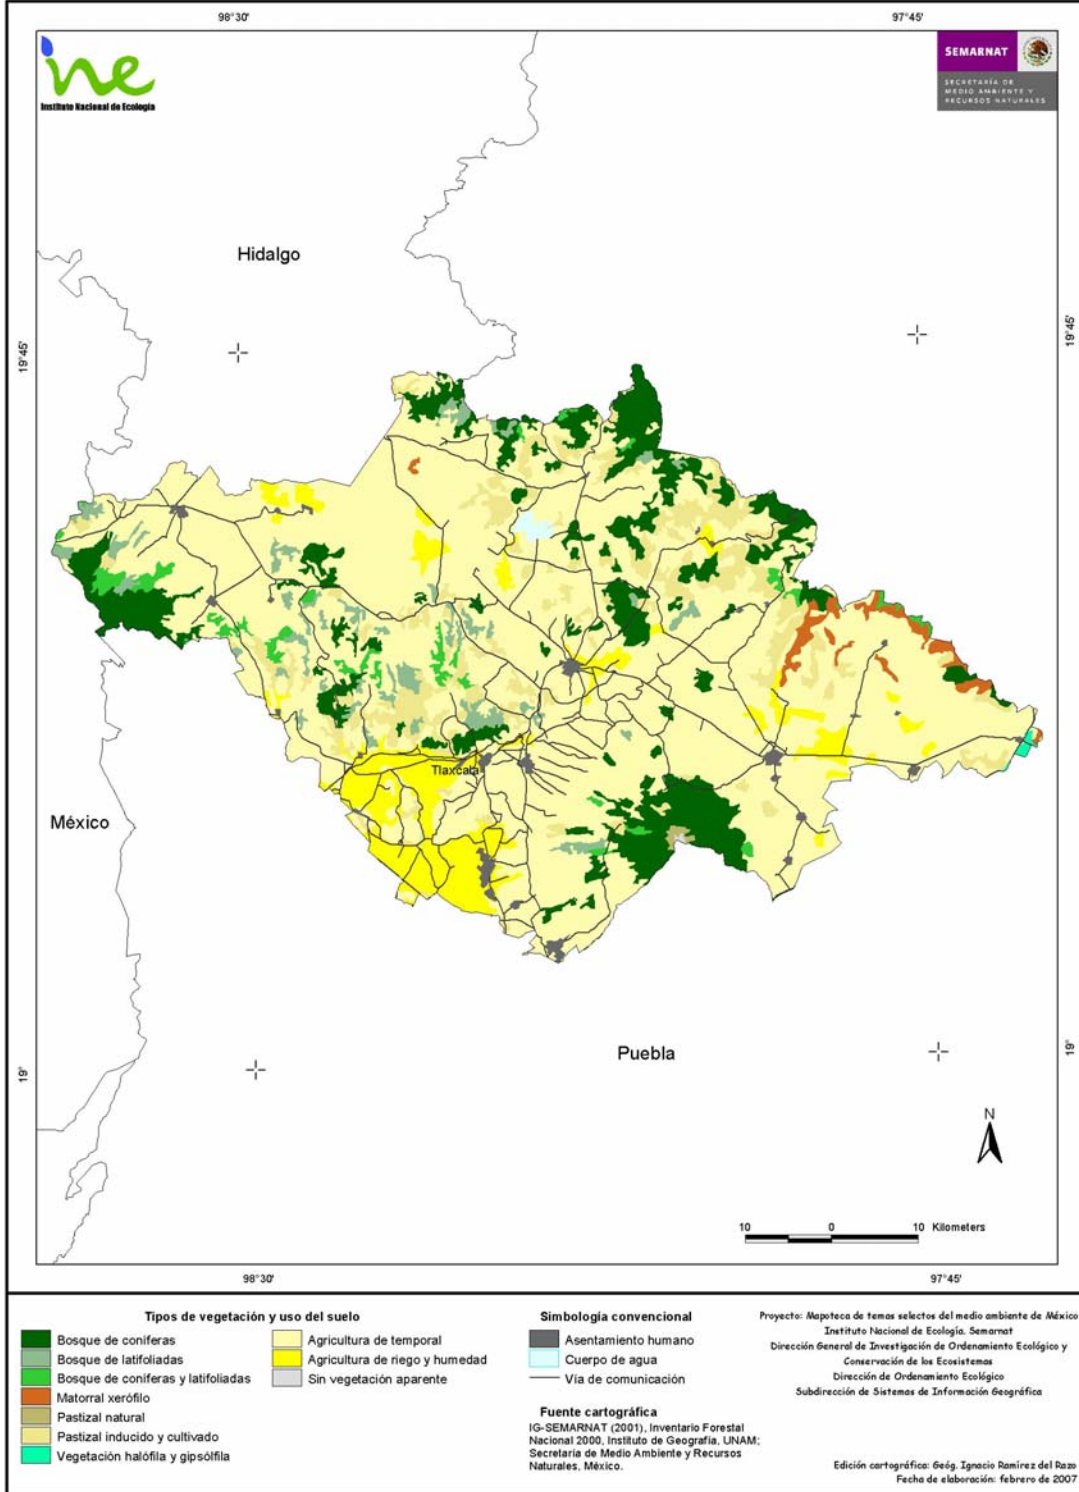 98°30'
97°45'
ine
Instituto Nacional de Ecología
SEMARNAT
SECRETARÍA DE
MEDIO AMBIENTE Y
RECURSOS NATURALES
Hidalgo
19°45'
19°45'
Tlaxcala
México
Puebla
19°
19°
N
10 0 10 Kilometers
98°30'
97°45'
Tipos de vegetación y uso del suelo
Bosque de coníferas
Bosque de latifoliadas
Bosque de coníferas y latifoliadas
Matorral xerófilo
Pastizal natural
Pastizal inducido y cultivado
Vegetación halófila y gipsólfila
Agricultura de temporal
Agricultura de riego y humedad
Sin vegetación aparente
Simbología convencional
Asentamiento humano
Cuerpo de agua
Vía de comunicación
Fuente cartográfica
IG-SEMARNAT (2001), Inventario Forestal
Nacional 2000, Instituto de Geografía, UNAM;
Secretaría de Medio Ambiente y Recursos
Naturales, México.
Proyecto: Mapoteca de temas selectos del medio ambiente de México
Instituto Nacional de Ecología. Semarnat
Dirección General de Investigación de Ordenamiento Ecológico y
Conservación de los Ecosistemas
Dirección de Ordenamiento Ecológico
Subdirección de Sistemas de Información Geográfica
Edición cartográfica: Geóg. Ignacio Ramírez del Razo
Fecha de elaboración: febrero de 2007